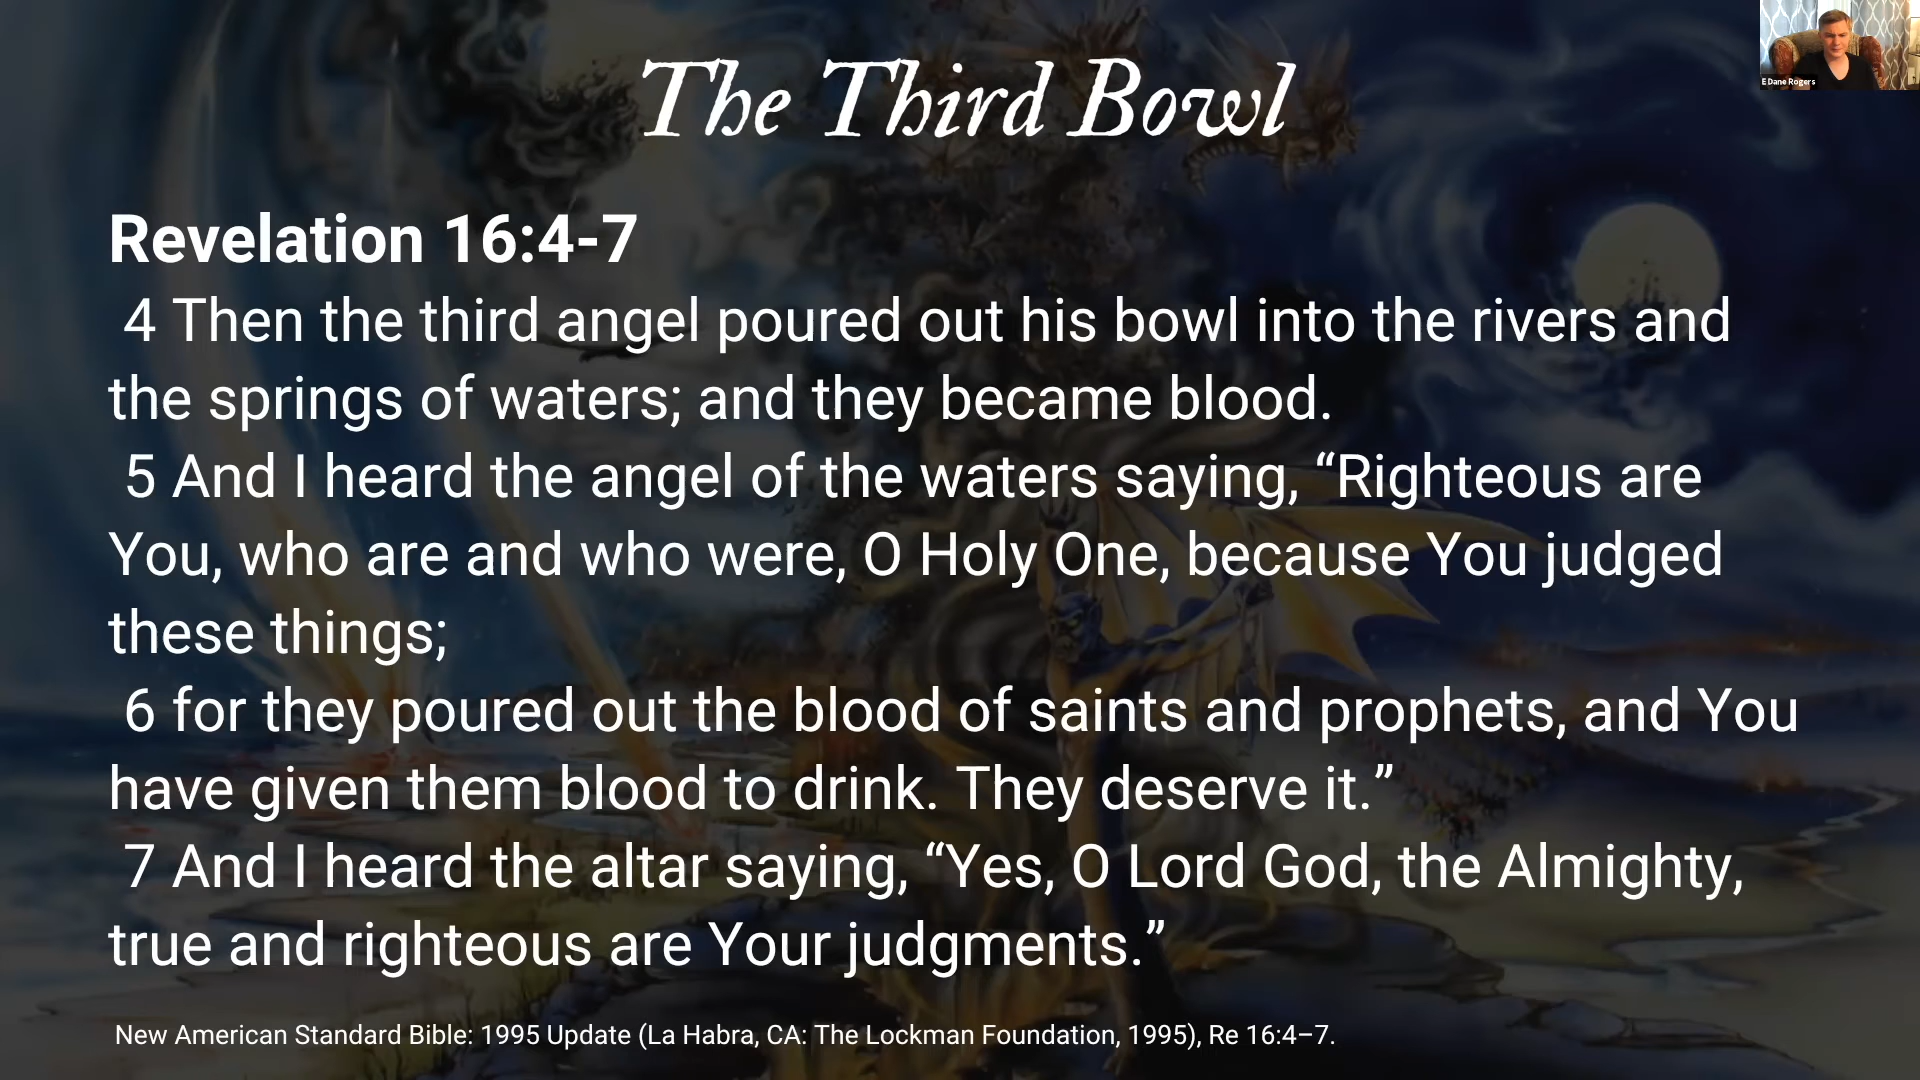 The Third Bowl
E Dane Rogers
Revelation 16:4-7
4 Then the third angel poured out his bowl into the rivers and
the springs of waters; and they became blood.
5 And I heard the angel of the waters saying, “Righteous are
You, who are and who were, O Holy One, because You judged
these things;
6 for they poured out the blood of saints and prophets, and You
have given them blood to drink. They deserve it.”
7 And I heard the altar saying, “Yes, O Lord God, the Almighty,
true and righteous are Your judgments.”
New American Standard Bible: 1995 Update (La Habra, CA: The Lockman Foundation, 1995), Re 16:4–7.